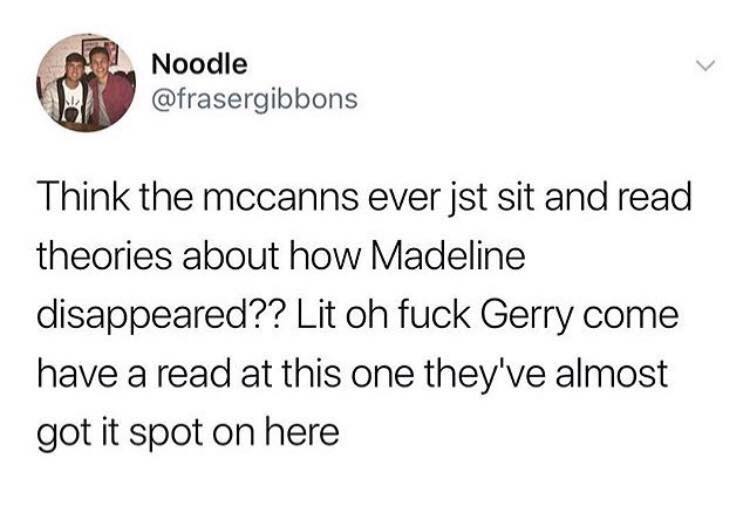 Noodle
@frasergibbons
Think the mccanns ever jst sit and read
theories about how Madeline
disappeared?? Lit oh fuck Gerry come
have a read at this one they've almost
got it spot on here